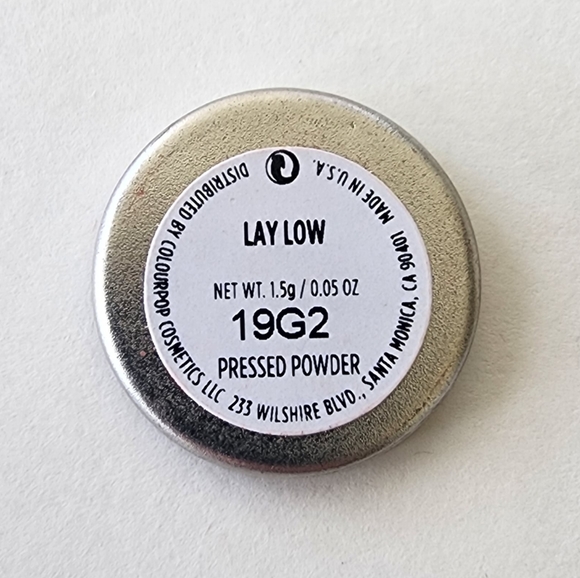 LAY LOW
NET WT. 1.5g / 0.05 OZ
19G2
PRESSED POWDER
DISTRIBUTED BY COLOURPOP COSMETICS LLC 233 WILSHIRE BLVD., SANTA MONICA, CA 90401 MADE IN U.S.A.